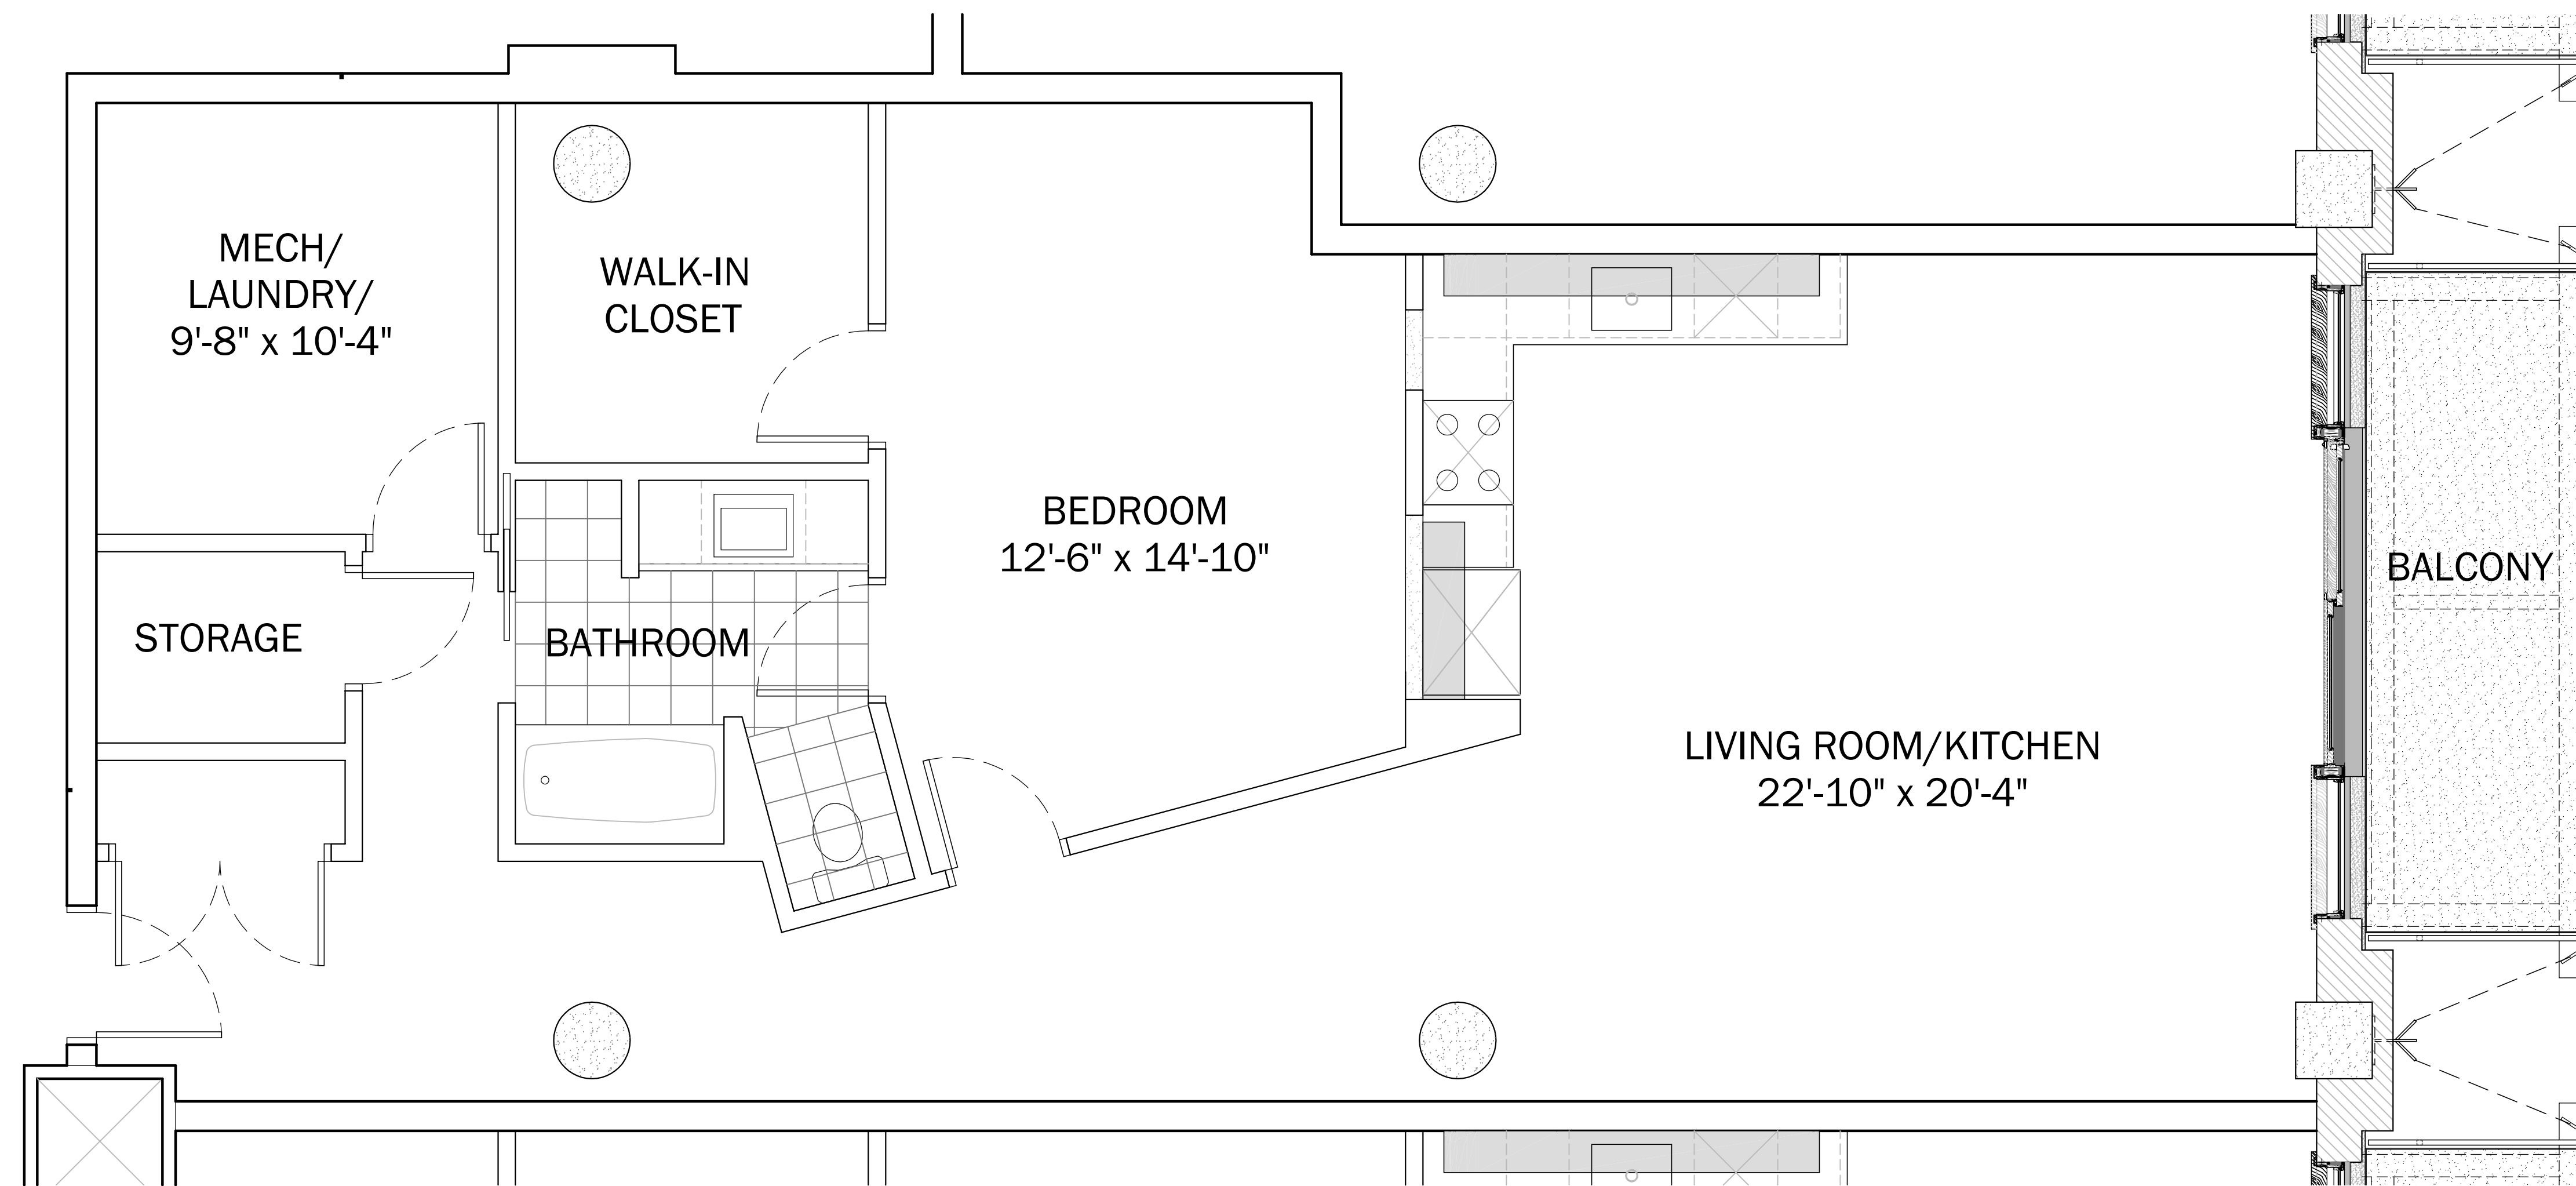 MECH/
LAUNDRY/
9'-8" x 10'-4"
WALK-IN
CLOSET
BEDROOM
12'-6" x 14'-10"
STORAGE
BATHROOM
LIVING ROOM/KITCHEN
22'-10" x 20'-4"
BALCONY